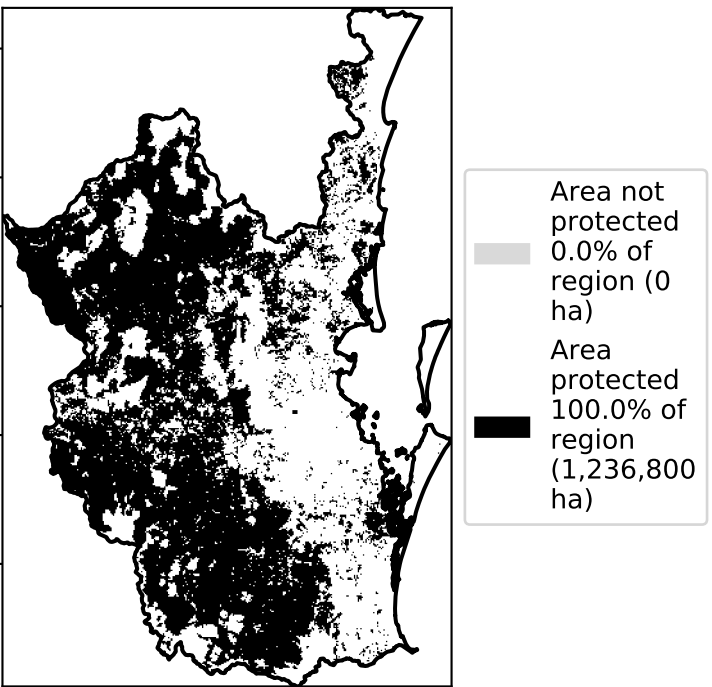 Area not
protected
0.0% of
region (0
ha)
Area
protected
100.0% of
region
(1,236,800
ha)